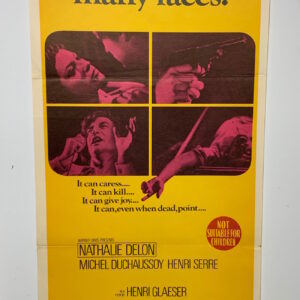 many faces.
It can caress....
It can kill....
It can give joy....
It can, even when dead, point....
NOT
SUITABLE FOR
CHILDREN
NATHALIE DELON
MICHEL DUCHAUSSOY HENRI SERRE
HENRI GLAESER